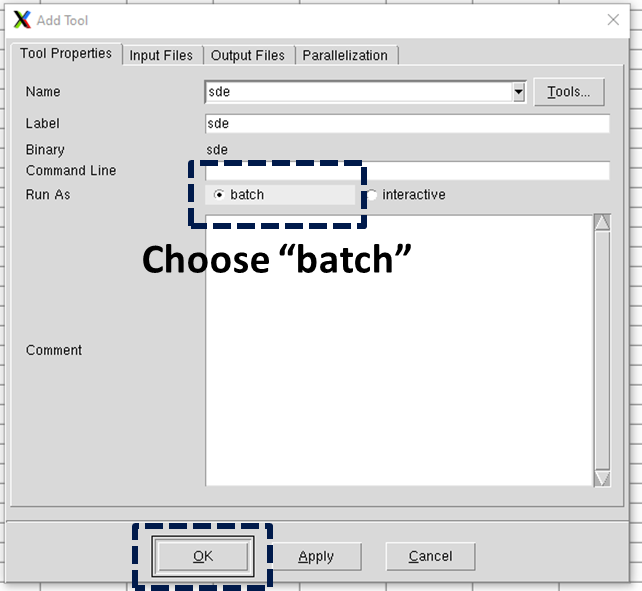 Add Tool
Tool Properties Input Files Output Files Parallelization
Name sde Tools...
Label sde
Binary sde
Command Line
Run As batch interactive
Choose “batch”
Comment
OK Apply Cancel